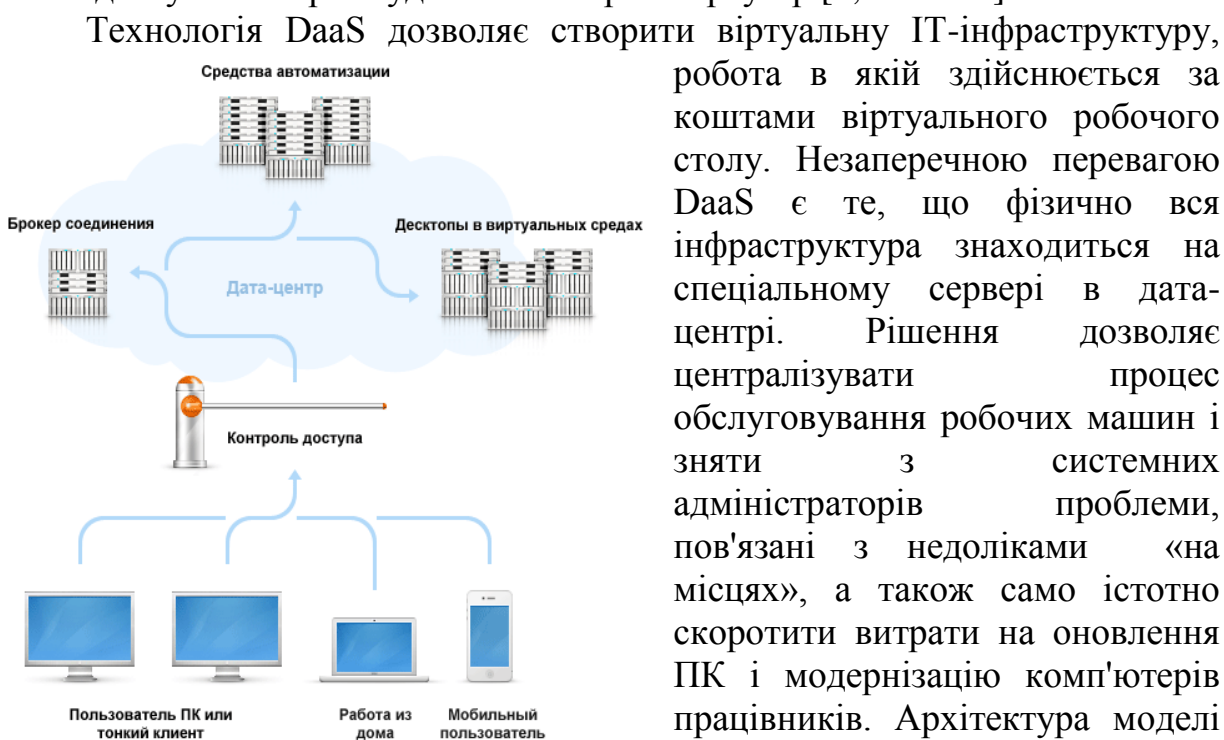 Технологія DaaS дозволяє створити віртуальну ІТ-інфраструктуру,
робота в якій здійснюється за
коштами віртуального робочого
столу. Незаперечною перевагою
DaaS є те, що фізично вся
інфраструктура знаходиться на
спеціальному сервері в дата-
центрі. Рішення дозволяє
централізувати процес
обслуговування робочих машин і
зняти з системних
адміністраторів проблеми,
пов'язані з недоліками «на
місцях», а також само істотно
скоротити витрати на оновлення
ПК і модернізацію комп'ютерів
працівників. Архітектура моделі
Средства автоматизации
Брокер соединения
Десктопы в виртуальных средах
Дата-центр
Контроль доступа
Пользователь ПК или
тонкий клиент
Работа из
дома
Мобильный
пользователь